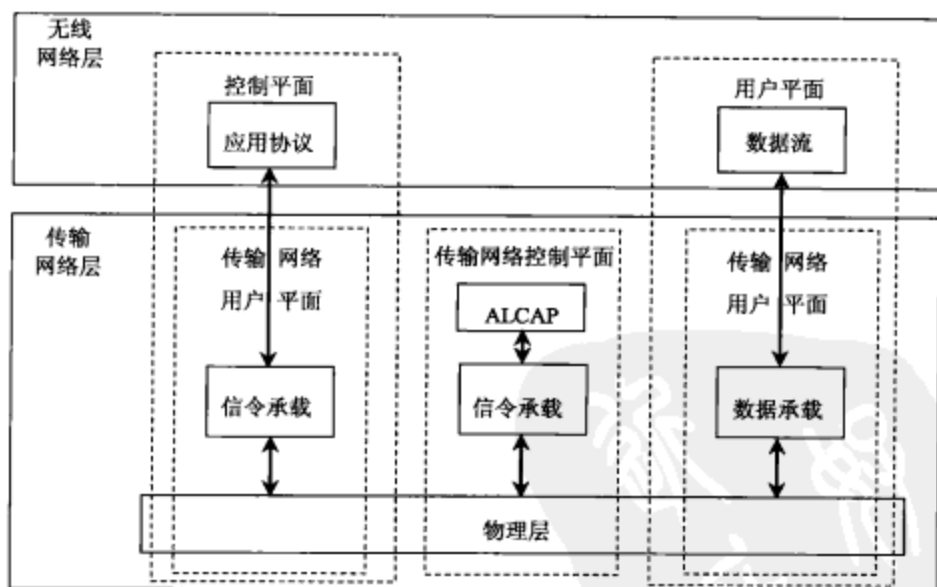 无线
网络层
控制平面
用户平面
应用协议
数据流
传输
网络层
传输 网络
用户 平面
传输网络控制平面
传输 网络
用户 平面
ALCAP
信令承载
信令承载
数据承载
物理层